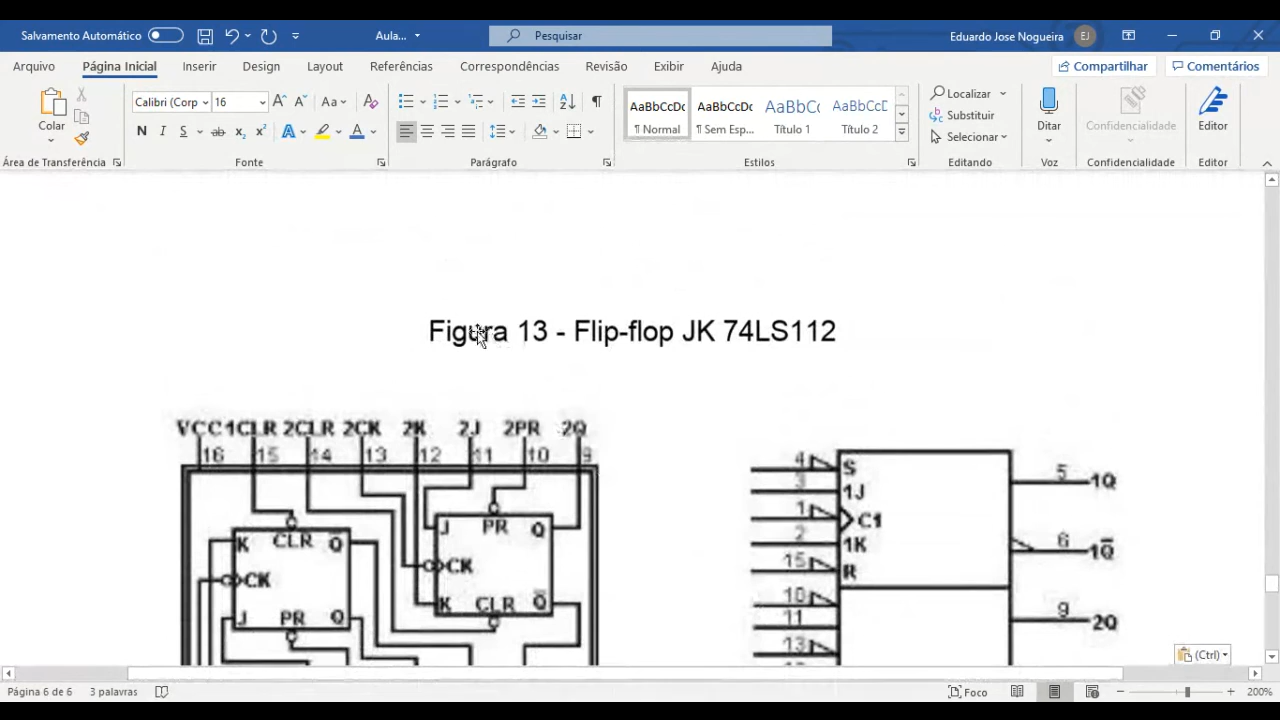 Salvamento Automático
Aula...
Pesquisar
Eduardo Jose Nogueira
EJ
Arquivo
Página Inicial
Inserir
Design
Layout
Referências
Correspondências
Revisão
Exibir
Ajuda
Compartilhar
Comentários
Colar
Calibri (Corp
16
Aa
N I S ab x₂ x² A A
AaBbCcDc AaBbCcDc AaBbCc AaBbCcD
¶ Normal ¶ Sem Esp... Título 1 Título 2
Localizar
Substituir
Selecionar
Ditar
Confidencialidade
Editor
Área de Transferência
Fonte
Parágrafo
Estilos
Editando
Voz
Confidencialidade
Editor
Figura 13 - Flip-flop JK 74LS112
VCC 1CLR 2CLR 2CK 2K 2J 2PR 2Q
16 15 14 13 12 11 10 9
K CLR Q
CK
J PR Q
J PR Q
CK
K CLR Q̅
4 S
3 1J
1 C1
2 1K
15 R
10
11
13
5 1Q
6 1Q̅
9 2Q
(Ctrl)
Página 6 de 6
3 palavras
Foco
200%